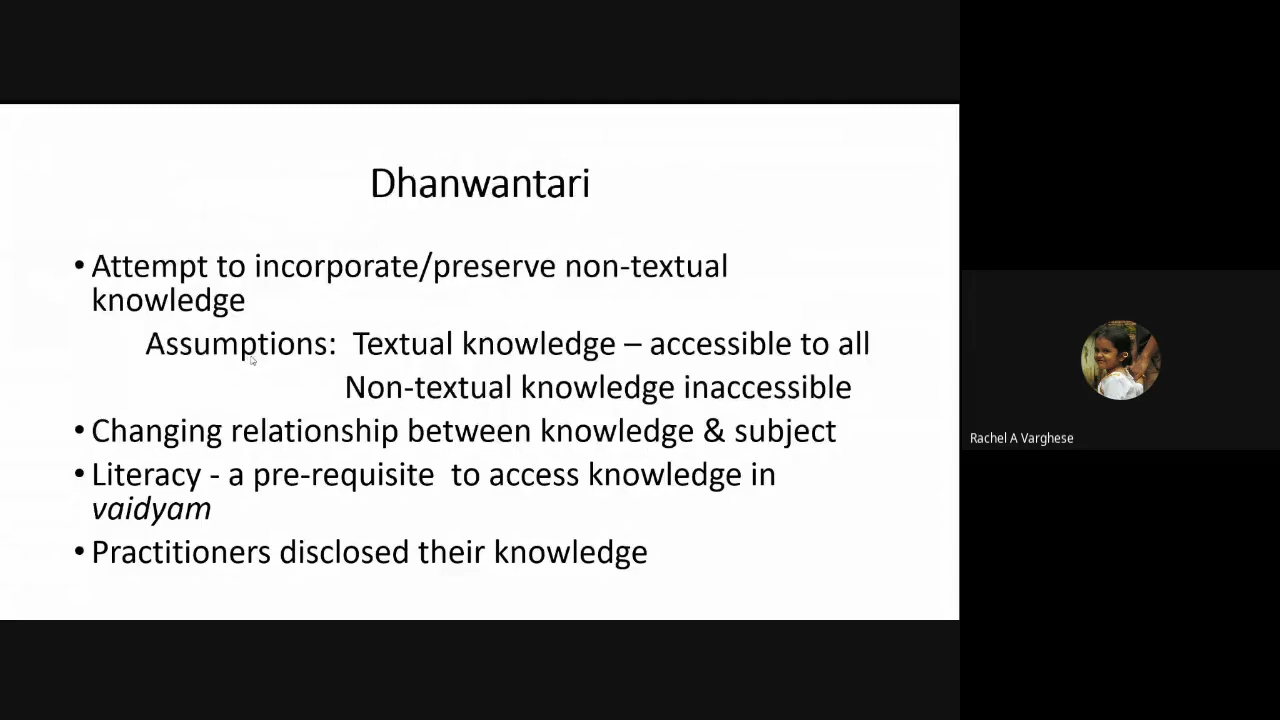 Dhanwantari
• Attempt to incorporate/preserve non-textual
knowledge
Assumptions: Textual knowledge – accessible to all
Non-textual knowledge inaccessible
• Changing relationship between knowledge & subject
• Literacy - a pre-requisite to access knowledge in
vaidyam
• Practitioners disclosed their knowledge
Rachel A Varghese